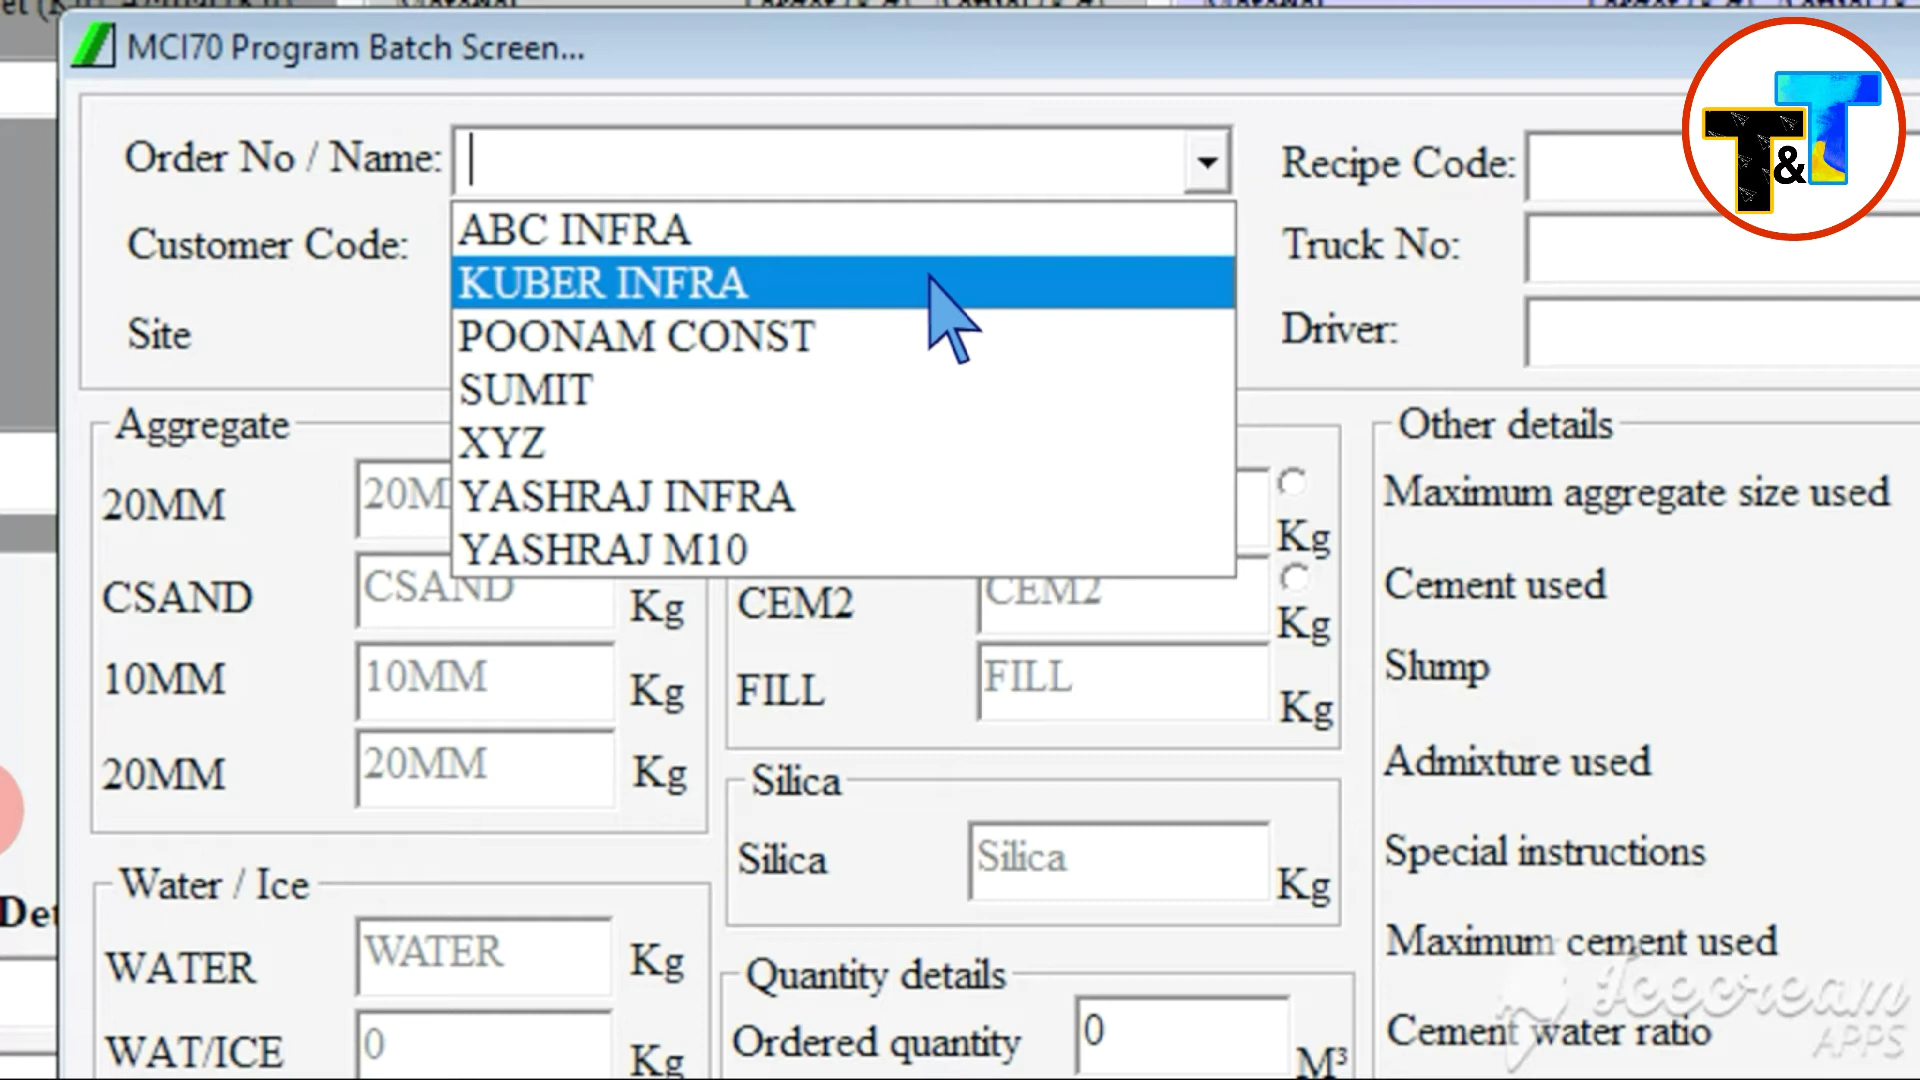 MCI70 Program Batch Screen...
T&T
Order No / Name:
Recipe Code:
ABC INFRA
Customer Code:
Truck No:
KUBER INFRA
Site
POONAM CONST
Driver:
SUMIT
XYZ
YASHRAJ INFRA
YASHRAJ M10
Aggregate
Other details
20MM
20M
Kg
Maximum aggregate size used
CSAND
CSAND
Kg
CEM2
CEM2
Kg
Cement used
10MM
10MM
Kg
FILL
FILL
Kg
Slump
20MM
20MM
Kg
Silica
Admixture used
Silica
Silica
Kg
Special instructions
Water / Ice
WATER
WATER
Kg
Quantity details
Maximum cement used
WAT/ICE
0
Kg
Ordered quantity
0
M³
Cement water ratio
Icecream
APPS